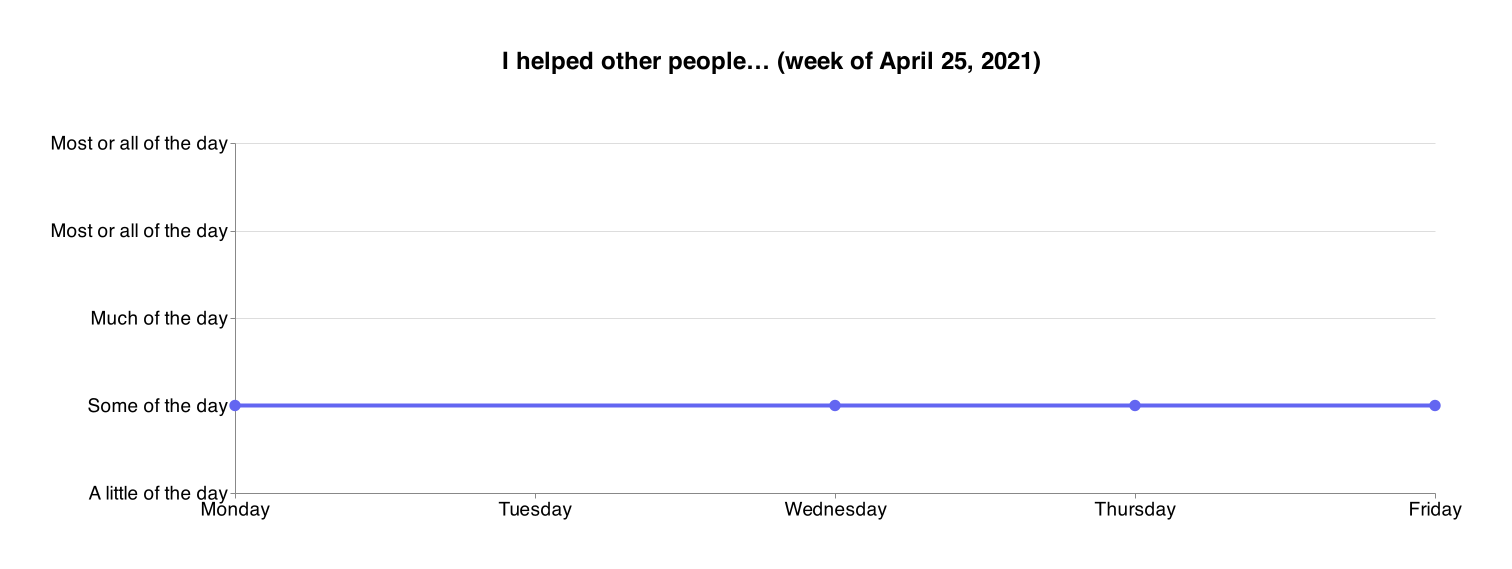 I helped other people… (week of April 25, 2021)
Most or all of the day
Most or all of the day
Much of the day
Some of the day
A little of the day
Monday Tuesday Wednesday Thursday Friday